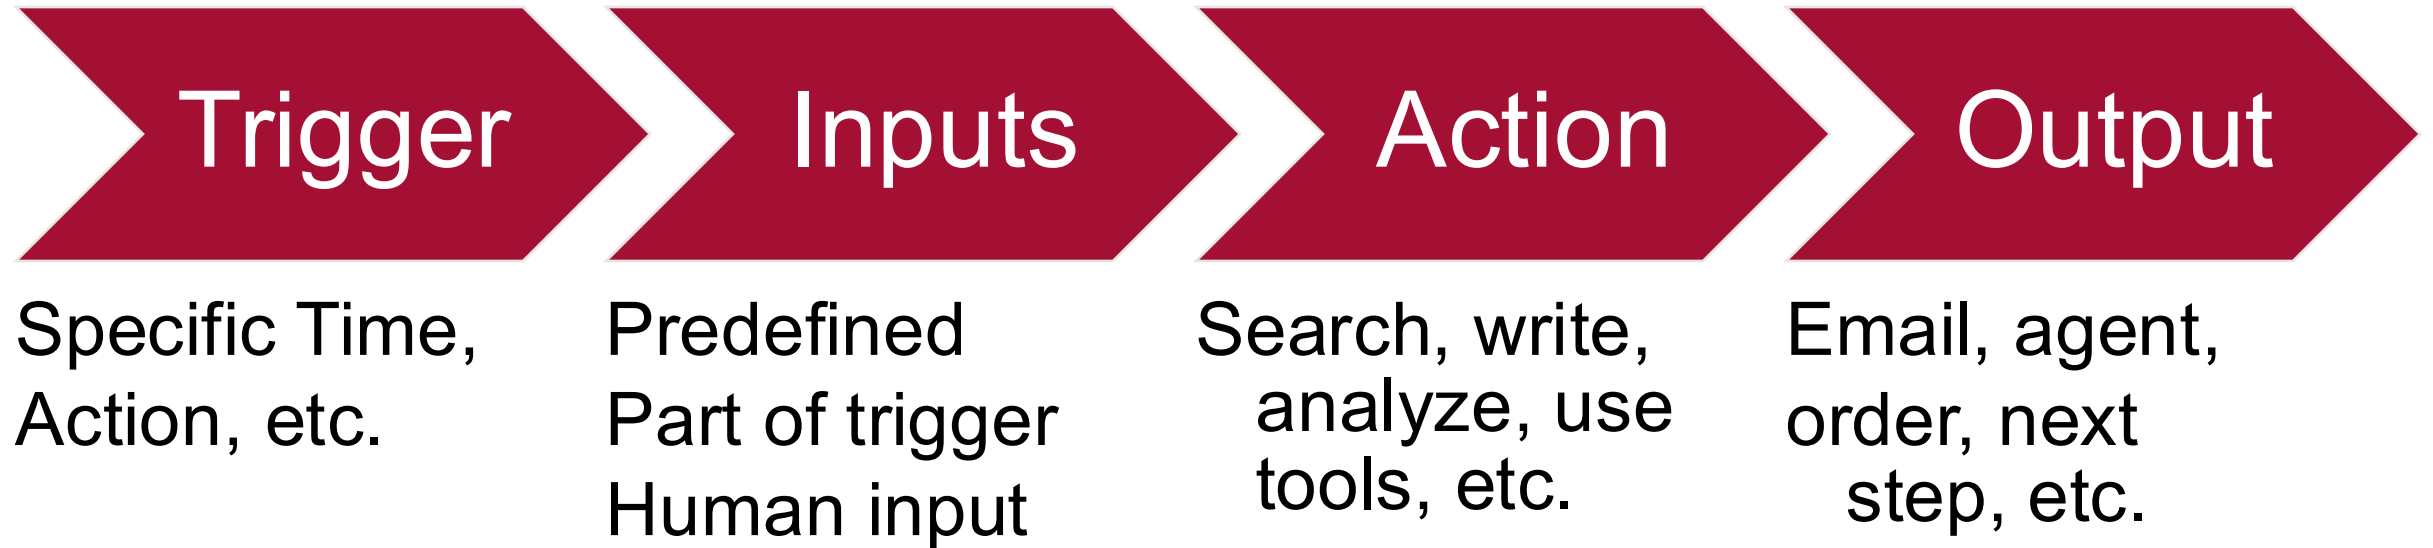 Trigger
Specific Time,
Action, etc.
Inputs
Predefined
Part of trigger
Human input
Action
Search, write,
analyze, use
tools, etc.
Output
Email, agent,
order, next
step, etc.